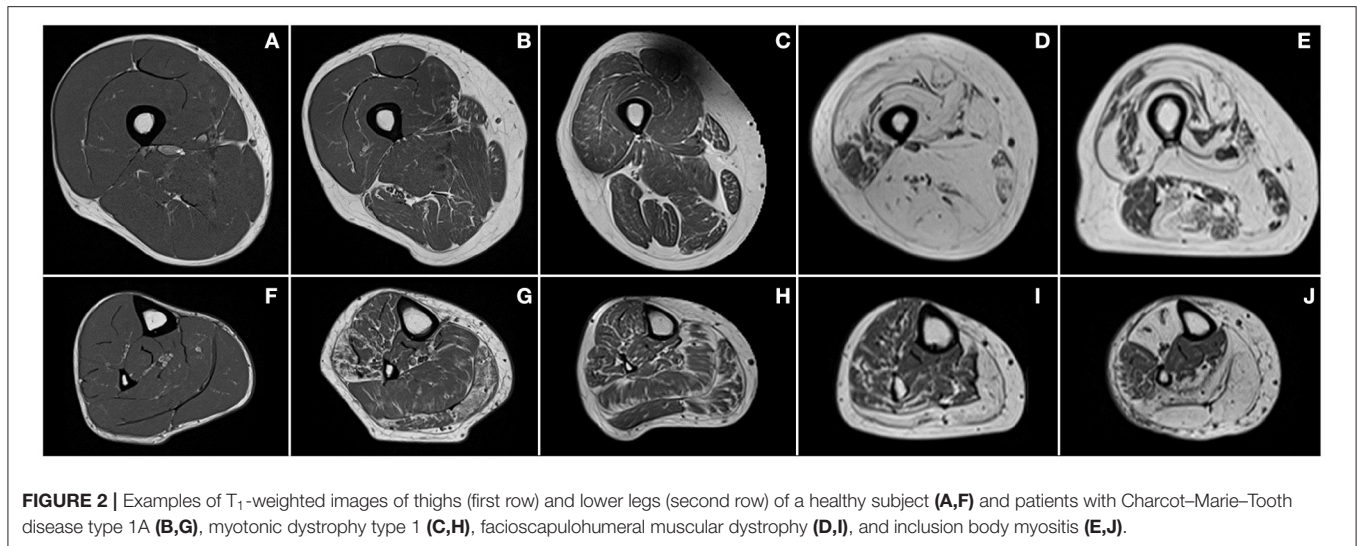 A B C D E
F G H I J
FIGURE 2 | Examples of T₁-weighted images of thighs (first row) and lower legs (second row) of a healthy subject (A,F) and patients with Charcot–Marie–Tooth
disease type 1A (B,G), myotonic dystrophy type 1 (C,H), facioscapulohumeral muscular dystrophy (D,I), and inclusion body myositis (E,J).